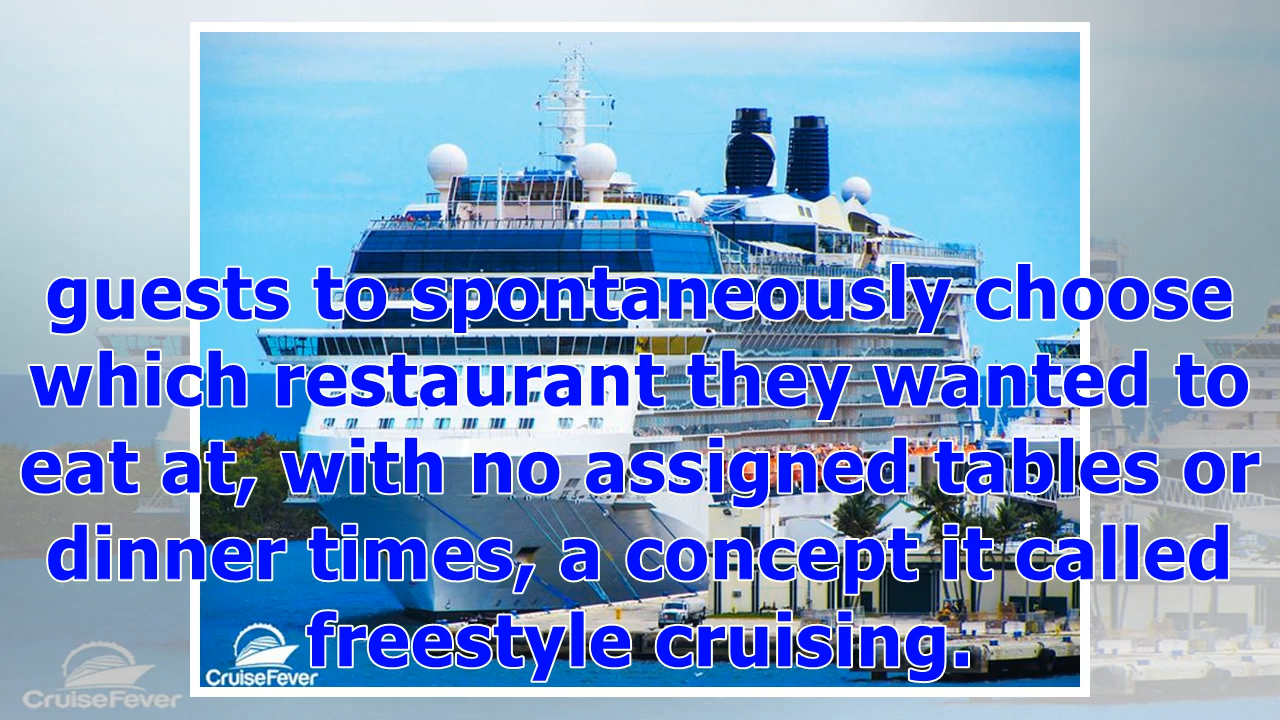 guests to spontaneously choose
which restaurant they wanted to
eat at, with no assigned tables or
dinner times, a concept it called
freestyle cruising.
CruiseFever
CruiseFever